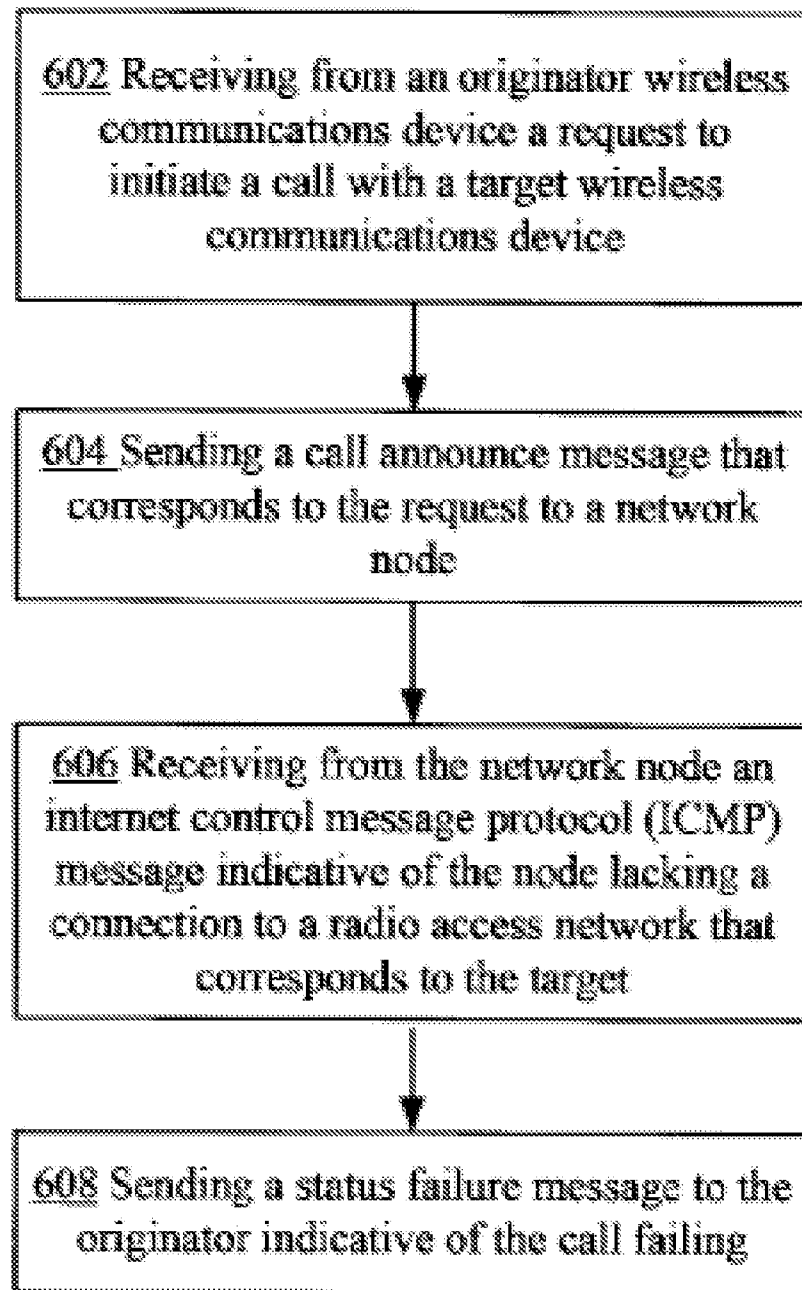 602 Receiving from an originator wireless
communications device a request to
initiate a call with a target wireless
communications device
604 Sending a call announce message that
corresponds to the request to a network
node
606 Receiving from the network node an
internet control message protocol (ICMP)
message indicative of the node lacking a
connection to a radio access network that
corresponds to the target
608 Sending a status failure message to the
originator indicative of the call failing